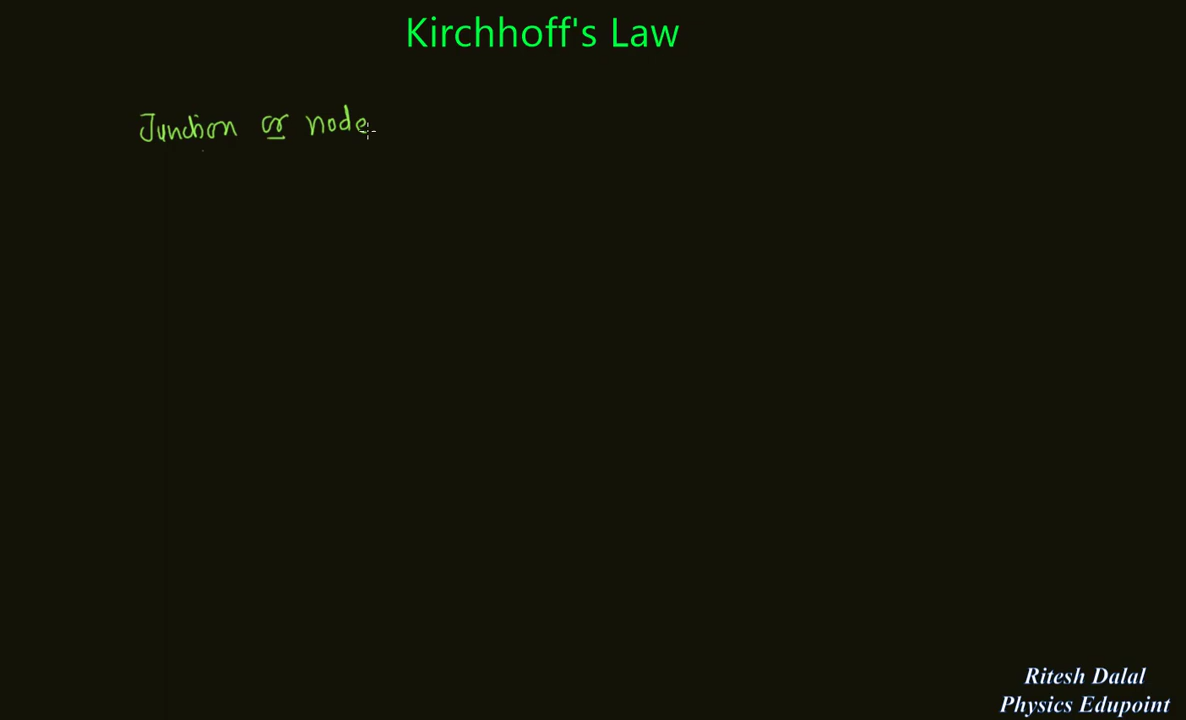 Kirchhoff's Law
Junction or node
Ritesh Dalal
Physics Edupoint